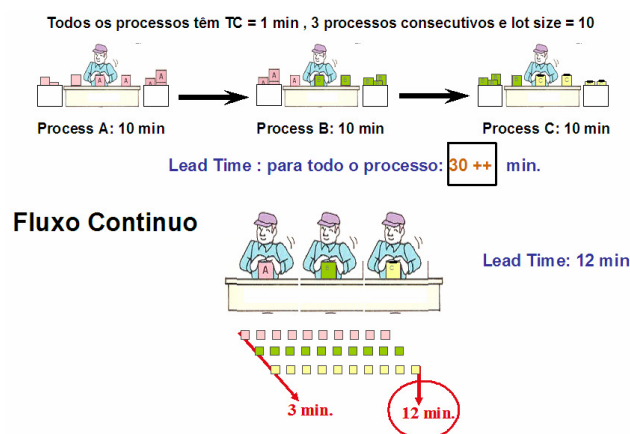 Todos os processos têm TC = 1 min , 3 processos consecutivos e lot size = 10
A
A
A
A
Process A: 10 min
Process B: 10 min
Process C: 10 min
Lead Time : para todo o processo: 30 ++ min.
Fluxo Continuo
A
Lead Time: 12 min
3 min.
12 min.